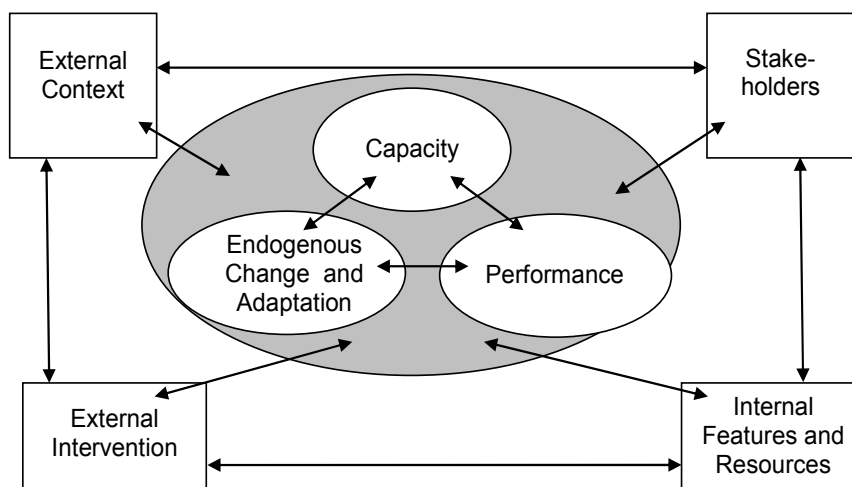 External
Context
Stake-
holders
Capacity
Endogenous
Change and
Adaptation
Performance
External
Intervention
Internal
Features and
Resources